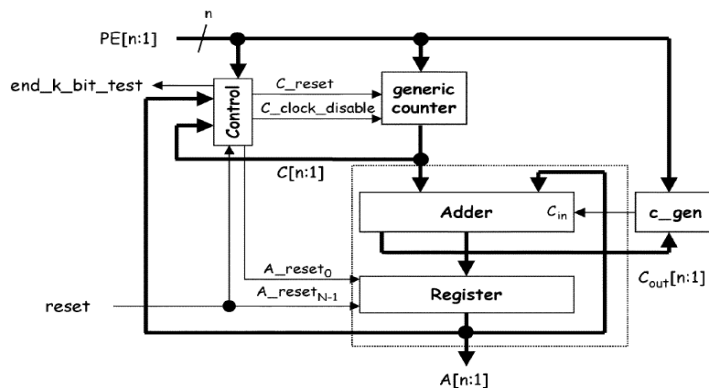 n
PE[n:1]
end_k_bit_test
Control
C_reset
C_clock_disable
generic
counter
C[n:1]
Adder
C_in
c_gen
A_reset_0
C_out[n:1]
reset
A_reset_N-1
Register
A[n:1]